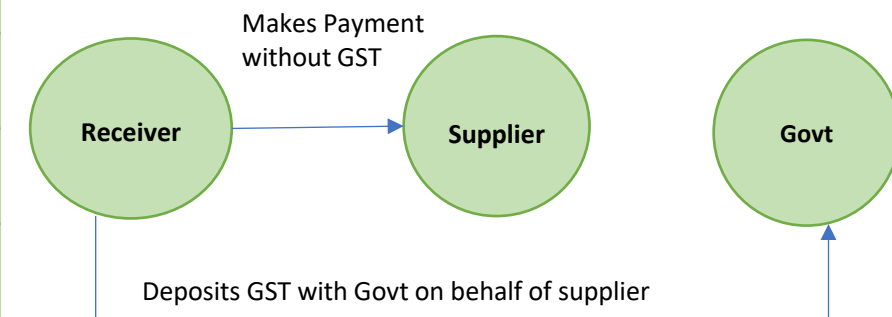 Makes Payment
without GST
Receiver
Supplier
Govt
Deposits GST with Govt on behalf of supplier